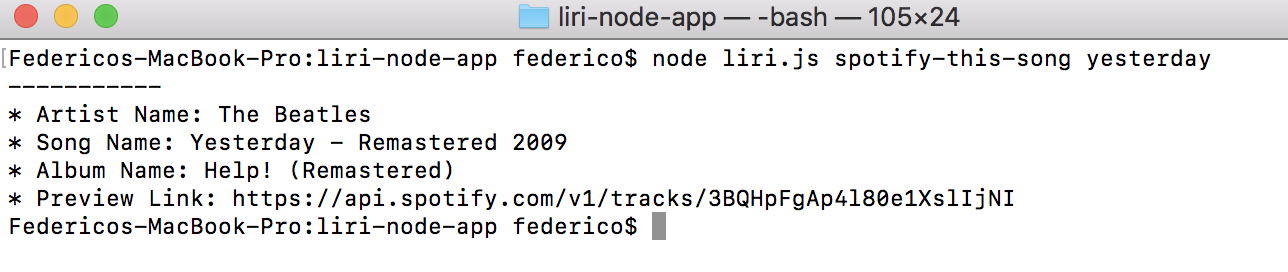 liri-node-app — -bash — 105×24
[Federicos-MacBook-Pro:liri-node-app federico$ node liri.js spotify-this-song yesterday
-----------
* Artist Name: The Beatles
* Song Name: Yesterday - Remastered 2009
* Album Name: Help! (Remastered)
* Preview Link: https://api.spotify.com/v1/tracks/3BQHpFgAp4l80e1XslIjNI
Federicos-MacBook-Pro:liri-node-app federico$